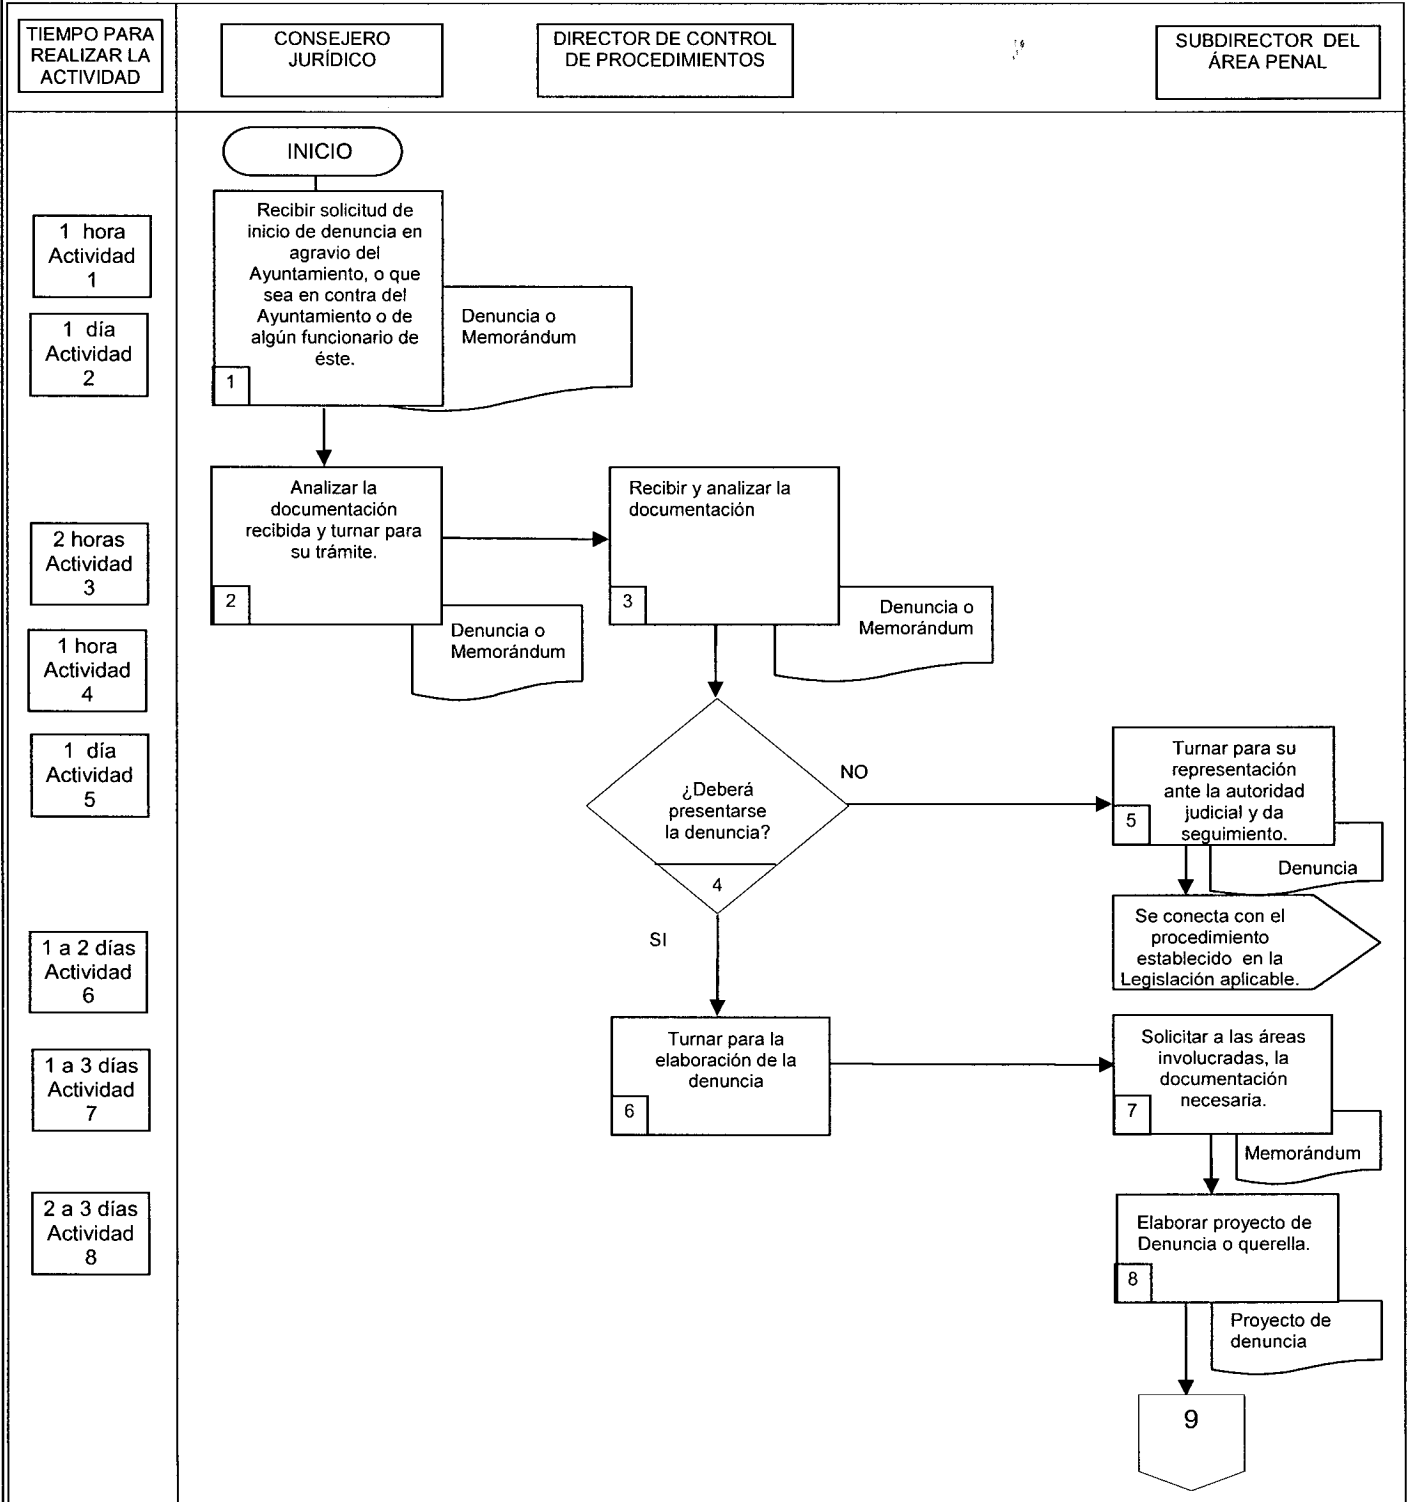 TIEMPO PARA
REALIZAR LA
ACTIVIDAD
CONSEJERO
JURÍDICO
DIRECTOR DE CONTROL
DE PROCEDIMIENTOS
SUBDIRECTOR DEL
ÁREA PENAL
INICIO
1 hora
Actividad
1
Recibir solicitud de
inicio de denuncia en
agravio del
Ayuntamiento, o que
sea en contra del
Ayuntamiento o de
algún funcionario de
éste.
1
Denuncia o
Memorándum
1 día
Actividad
2
Analizar la
documentación
recibida y turnar para
su trámite.
2
Denuncia o
Memorándum
Recibir y analizar la
documentación
3
Denuncia o
Memorándum
2 horas
Actividad
3
1 hora
Actividad
4
¿Deberá
presentarse
la denuncia?
4
NO
SI
1 día
Actividad
5
Turnar para su
representación
ante la autoridad
judicial y da
seguimiento.
5
Denuncia
Se conecta con el
procedimiento
establecido en la
Legislación aplicable.
1 a 2 días
Actividad
6
Turnar para la
elaboración de la
denuncia
6
1 a 3 días
Actividad
7
Solicitar a las áreas
involucradas, la
documentación
necesaria.
7
Memorándum
2 a 3 días
Actividad
8
Elaborar proyecto de
Denuncia o querella.
8
Proyecto de
denuncia
9